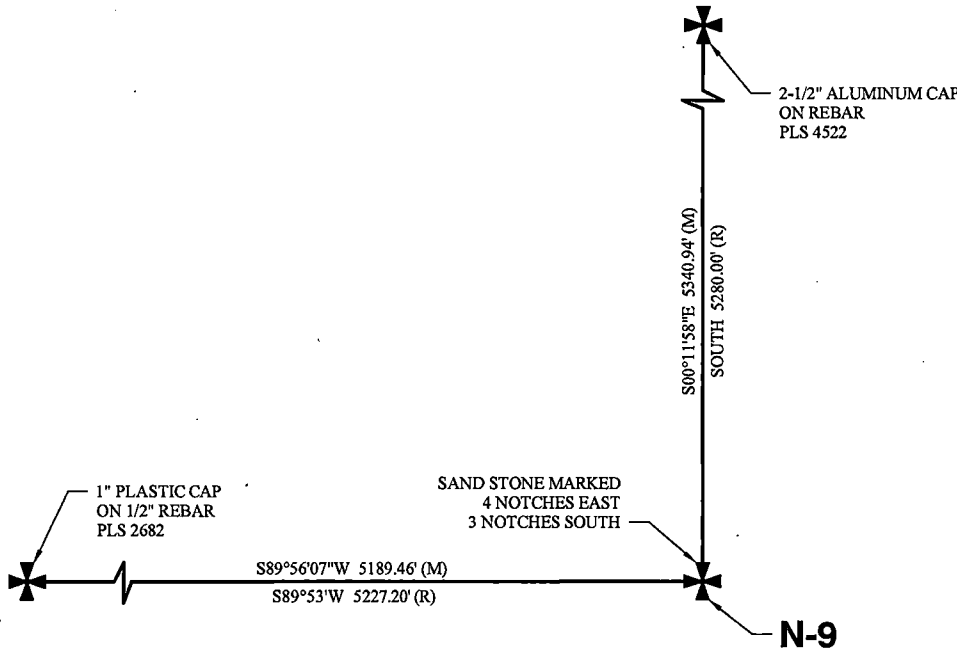 2-1/2" ALUMINUM CAP
ON REBAR
PLS 4522
S00°11'58"E 5340.94' (M)
SOUTH 5280.00' (R)
1" PLASTIC CAP
ON 1/2" REBAR
PLS 2682
SAND STONE MARKED
4 NOTCHES EAST
3 NOTCHES SOUTH
S89°56'07"W 5189.46' (M)
S89°53'W 5227.20' (R)
N-9